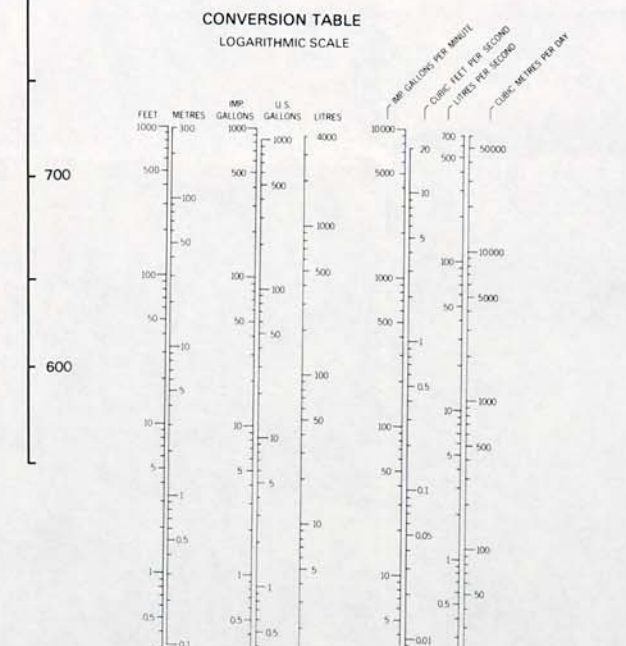 CONVERSION TABLE
LOGARITHMIC SCALE
IMP. GALLONS PER MINUTE
CUBIC FEET PER SECOND
LITRES PER SECOND
CUBIC METRES PER DAY
FEET METRES IMP. GALLONS U.S. GALLONS LITRES
1000 300 1000 1000 4000 10000 20 700 50000
500 500 500 5000 500
700
100 10
50 1000 5 10000
100 100 100 500 1000 100 5000
50 50 50 500 50
10 1
600
5 100 0.5 1000
10 10 10 50 100 10 500
5 5 5 50 5
1 0.1
0.5 10 0.05 100
1 1 1 5 10 1 50
0.5 0.5 0.5 5 0.5
0.1 0.01